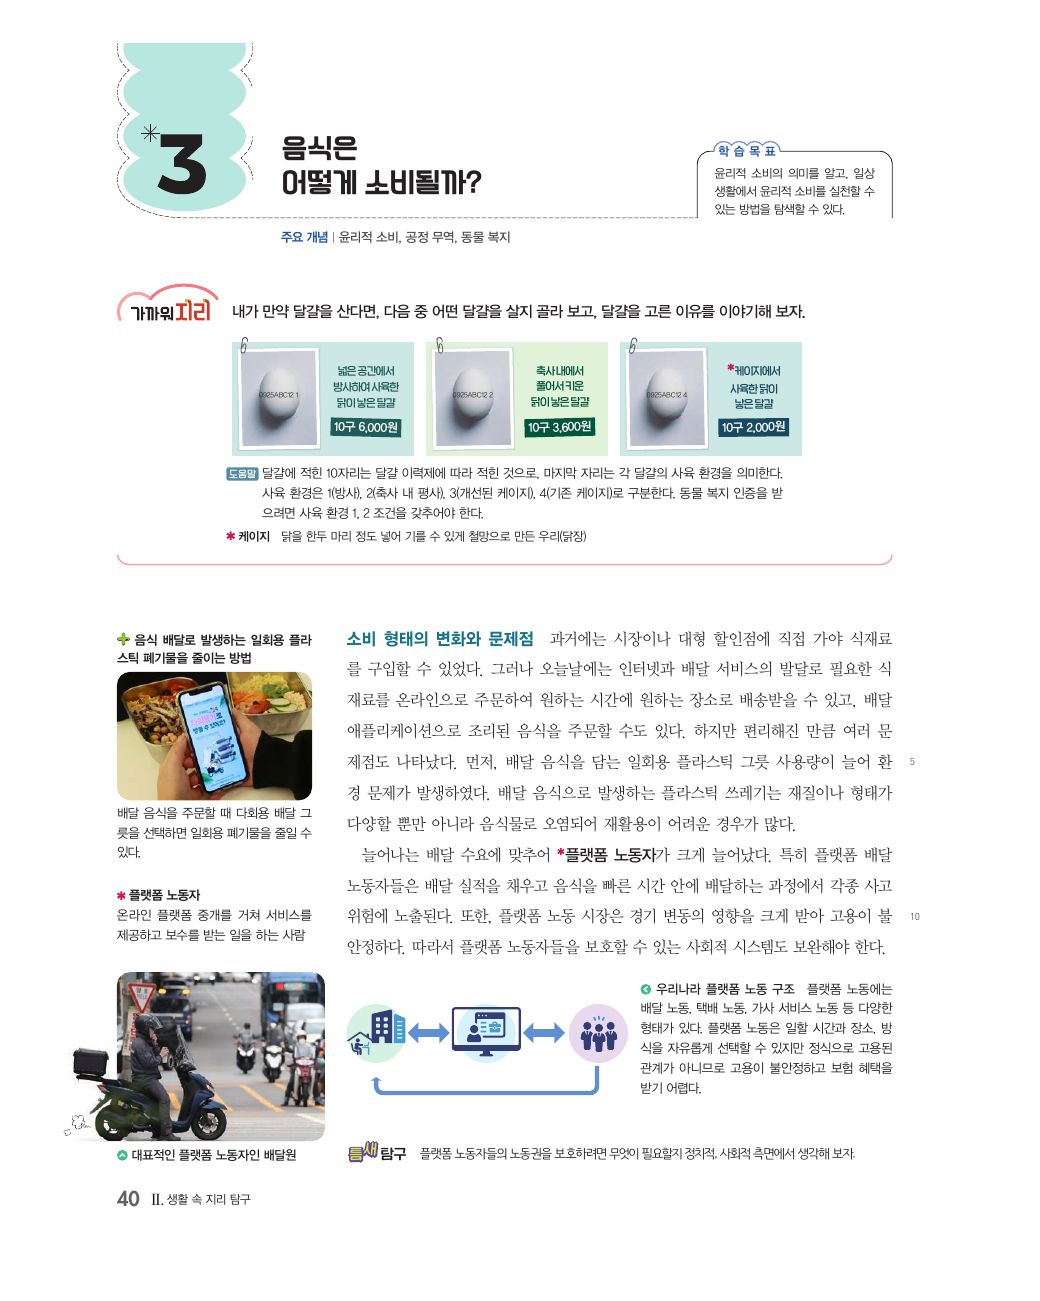 3
음식은
어떻게 소비될까?
학습목표
윤리적 소비의 의미를 알고, 일상
생활에서 윤리적 소비를 실천할 수
있는 방법을 탐색할 수 있다.
주요 개념 | 윤리적 소비, 공정 무역, 동물 복지
가까워지리
내가 만약 달걀을 산다면, 다음 중 어떤 달걀을 살지 골라 보고, 달걀을 고른 이유를 이야기해 보자.
0925ABC12 1
넓은 공간에서
방사하여 사육한
닭이 낳은 달걀
10구 6,000원
0925ABC12 2
축사 내에서
풀어서 키운
닭이 낳은 달걀
10구 3,600원
0925ABC12 4
*케이지에서
사육한 닭이
낳은 달걀
10구 2,000원
도움말 달걀에 적힌 10자리는 달걀 이력제에 따라 적힌 것으로, 마지막 자리는 각 달걀의 사육 환경을 의미한다.
사육 환경은 1(방사), 2(축사 내 평사), 3(개선된 케이지), 4(기존 케이지)로 구분한다. 동물 복지 인증을 받
으려면 사육 환경 1, 2 조건을 갖추어야 한다.
* 케이지 닭을 한두 마리 정도 넣어 기를 수 있게 철망으로 만든 우리(닭장)
음식 배달로 발생하는 일회용 플라
스틱 폐기물을 줄이는 방법
배달 음식을 주문할 때 다회용 배달 그
릇을 선택하면 일회용 폐기물을 줄일 수
있다.
* 플랫폼 노동자
온라인 플랫폼 중개를 거쳐 서비스를
제공하고 보수를 받는 일을 하는 사람
대표적인 플랫폼 노동자인 배달원
소비 형태의 변화와 문제점 과거에는 시장이나 대형 할인점에 직접 가야 식재료
를 구입할 수 있었다. 그러나 오늘날에는 인터넷과 배달 서비스의 발달로 필요한 식
재료를 온라인으로 주문하여 원하는 시간에 원하는 장소로 배송받을 수 있고, 배달
애플리케이션으로 조리된 음식을 주문할 수도 있다. 하지만 편리해진 만큼 여러 문
제점도 나타났다. 먼저, 배달 음식을 담는 일회용 플라스틱 그릇 사용량이 늘어 환 5
경 문제가 발생하였다. 배달 음식으로 발생하는 플라스틱 쓰레기는 재질이나 형태가
다양할 뿐만 아니라 음식물로 오염되어 재활용이 어려운 경우가 많다.
늘어나는 배달 수요에 맞추어 *플랫폼 노동자가 크게 늘어났다. 특히 플랫폼 배달
노동자들은 배달 실적을 채우고 음식을 빠른 시간 안에 배달하는 과정에서 각종 사고
위험에 노출된다. 또한, 플랫폼 노동 시장은 경기 변동의 영향을 크게 받아 고용이 불 10
안정하다. 따라서 플랫폼 노동자들을 보호할 수 있는 사회적 시스템도 보완해야 한다.
우리나라 플랫폼 노동 구조 플랫폼 노동에는
배달 노동, 택배 노동, 가사 서비스 노동 등 다양한
형태가 있다. 플랫폼 노동은 일할 시간과 장소, 방
식을 자유롭게 선택할 수 있지만 정식으로 고용된
관계가 아니므로 고용이 불안정하고 보험 혜택을
받기 어렵다.
틈새 탐구 플랫폼 노동자들의 노동권을 보호하려면 무엇이 필요할지 정치적, 사회적 측면에서 생각해 보자.
40 Ⅱ. 생활 속 지리 탐구